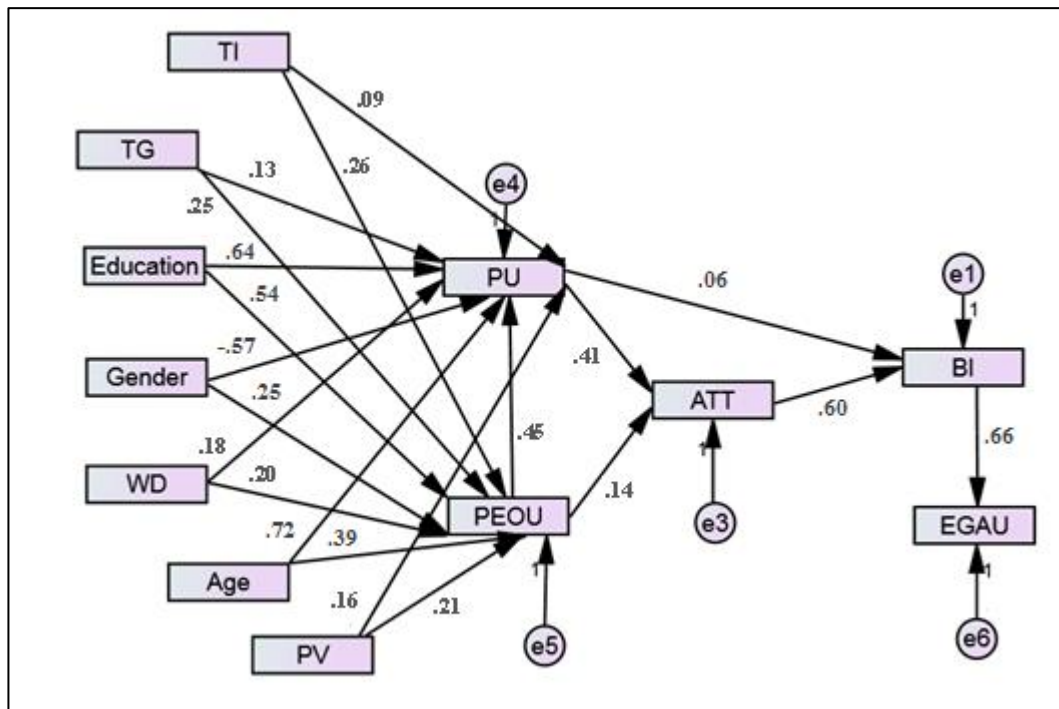 TI
.09
TG
.13
.26
.25
e4
1
Education
.64
PU
.54
.06
e1
1
-.57
Gender
.25
.41
BI
ATT
.60
.45
.18
WD
.20
1
.66
PEOU
.14
EGAU
e3
.72
.39
Age
1
1
.16
.21
PV
e5
e6